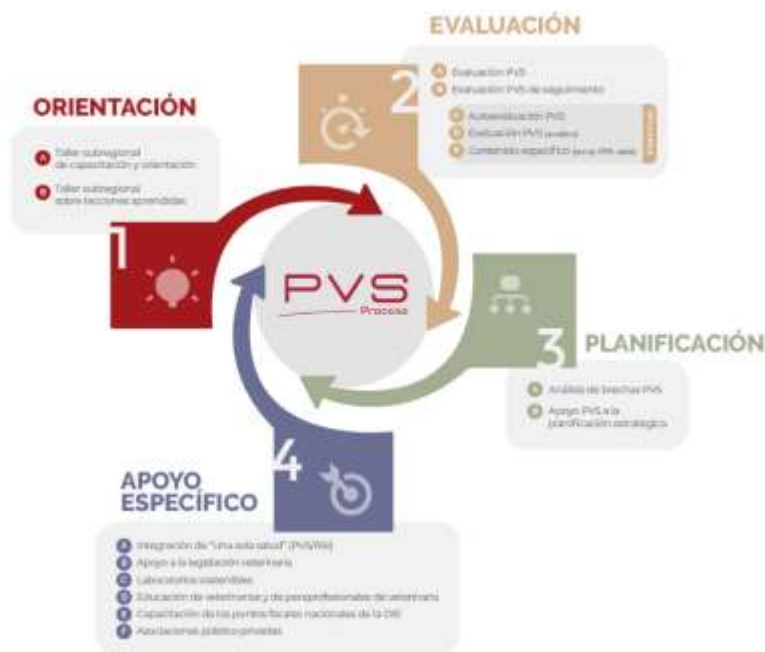 EVALUACIÓN
2
A Evaluación PVS
B Evaluación PVS de seguimiento
C Autoevaluación PVS
D Evaluación PVS
E Contenido específico
ORIENTACIÓN
A Taller subregional
de capacitación y orientación
B Taller subregional
sobre lecciones aprendidas
1
PVS
Process
3
PLANIFICACIÓN
A Análisis de brechas PVS
B Apoyo PVS a la
planificación estratégica
4
APOYO
ESPECÍFICO
A Integración de "Una sola salud" (PVS/RSI)
B Apoyo a la legislación veterinaria
C Laboratorios sostenibles
D Educación de veterinarios y de paraprofesionales de veterinaria
E Capacitación de los puntos focales nacionales de la OIE
F Asociaciones público-privadas